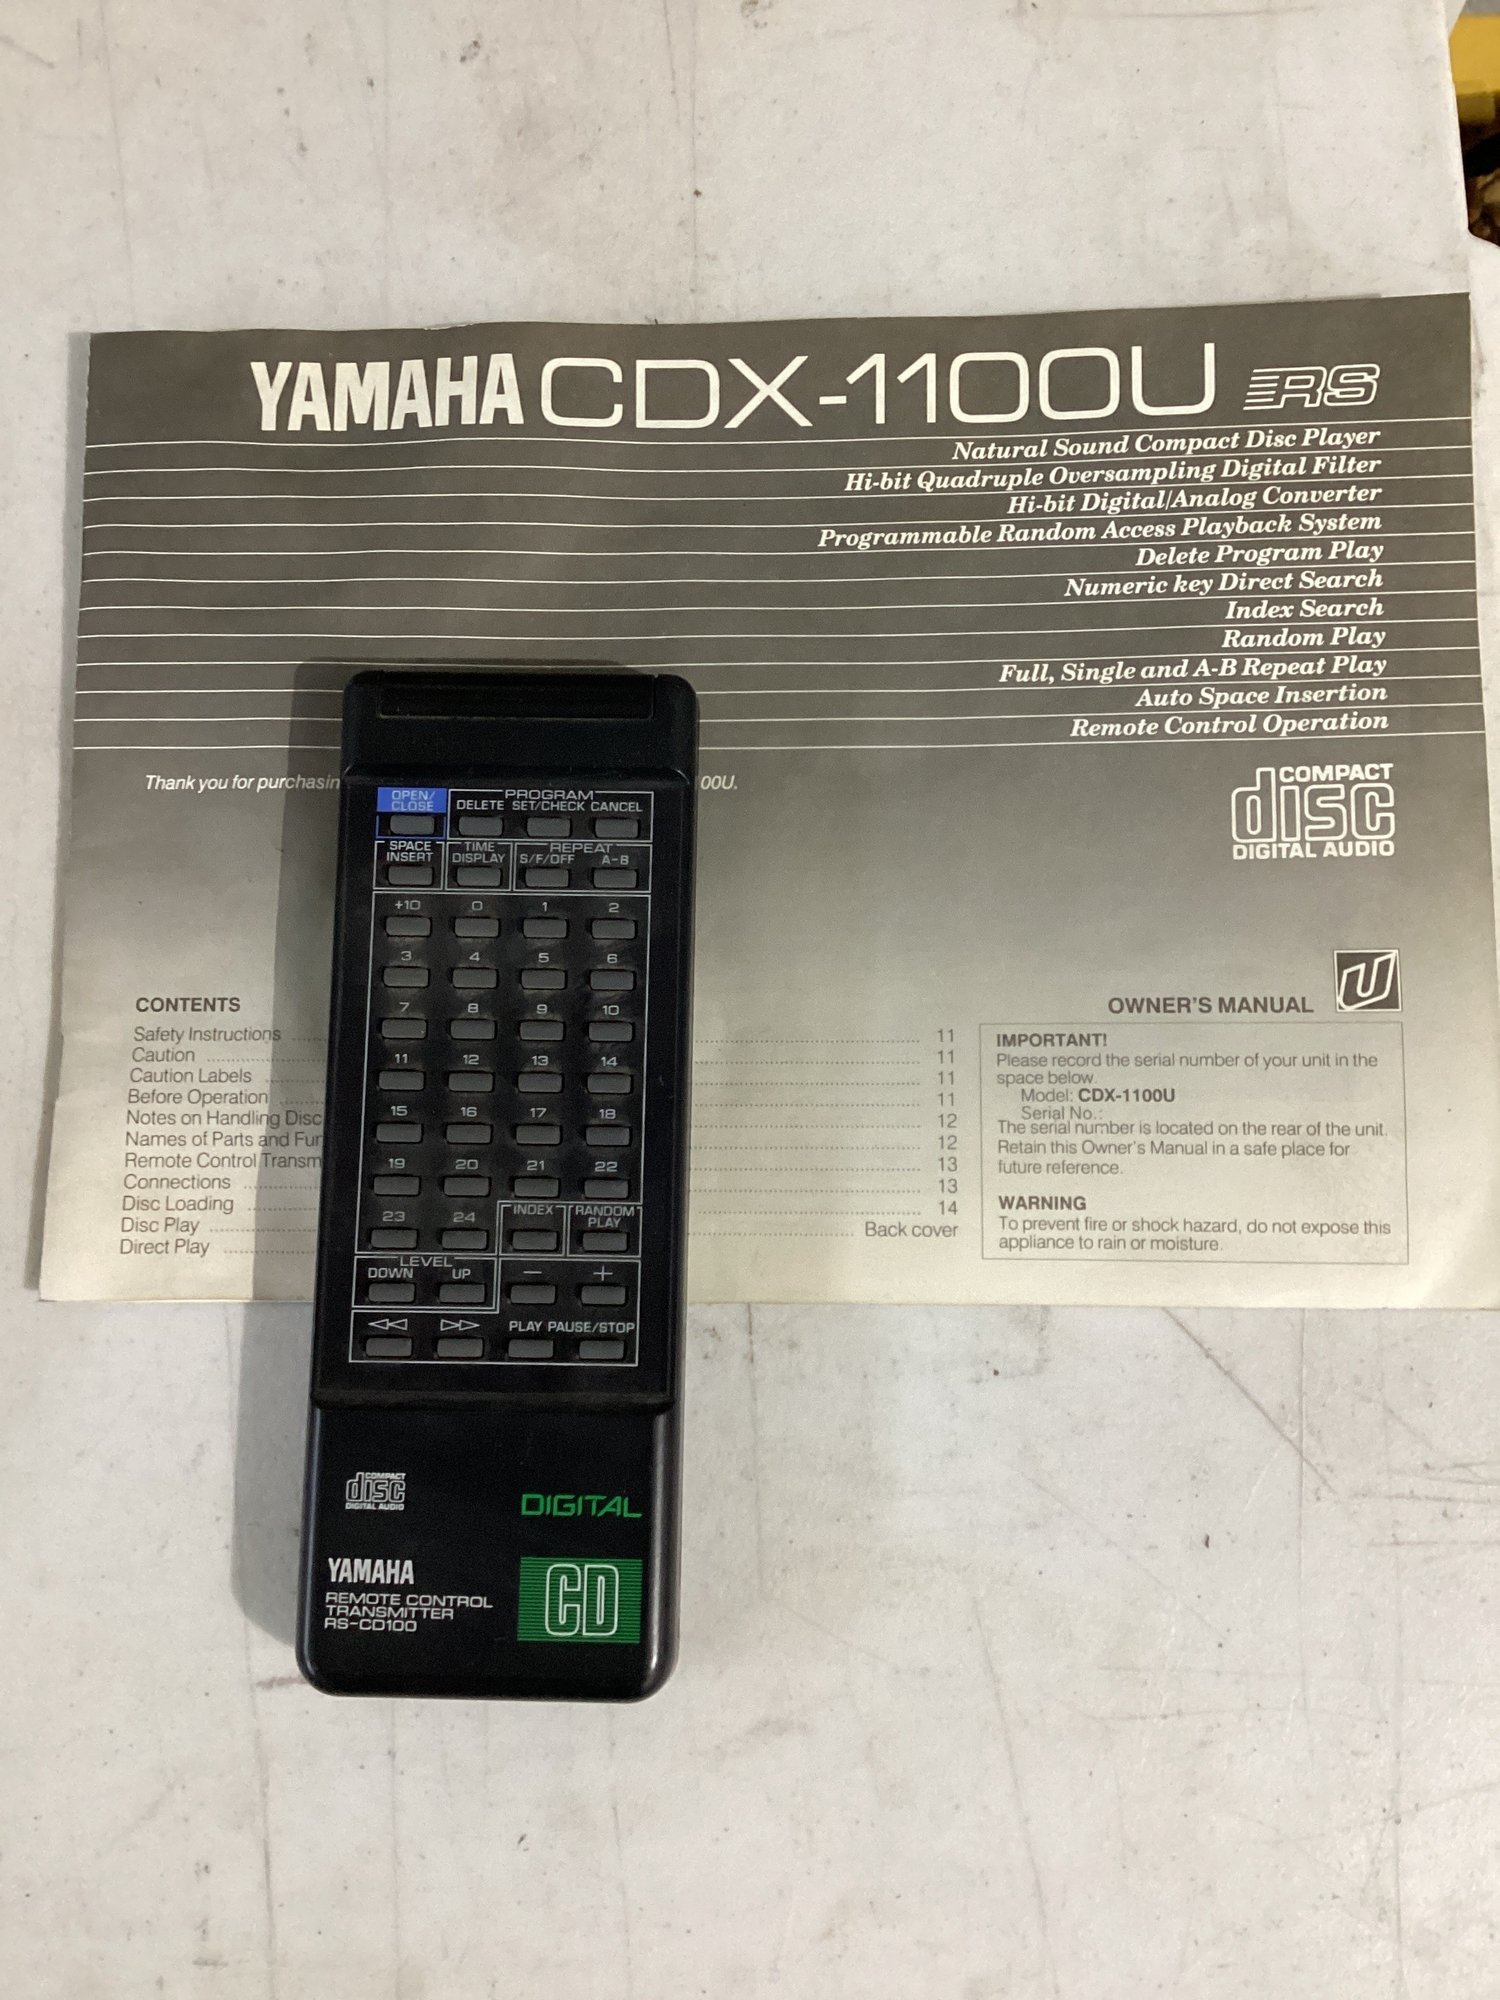 YAMAHA CDX-1100U RS
Natural Sound Compact Disc Player
Hi-bit Quadruple Oversampling Digital Filter
Hi-bit Digital/Analog Converter
Programmable Random Access Playback System
Delete Program Play
Numeric key Direct Search
Index Search
Random Play
Full, Single and A-B Repeat Play
Auto Space Insertion
Remote Control Operation
Thank you for purchasin 00U.
COMPACT
disc
DIGITAL AUDIO
CONTENTS
Safety Instructions
Caution
Caution Labels
Before Operation
Notes on Handling Disc
Names of Parts and Fun
Remote Control Transm
Connections
Disc Loading
Disc Play
Direct Play
11
11
11
11
12
12
13
13
14
Back cover
OWNER'S MANUAL U
IMPORTANT!
Please record the serial number of your unit in the
space below.
Model: CDX-1100U
Serial No.:
The serial number is located on the rear of the unit.
Retain this Owner's Manual in a safe place for
future reference.
WARNING
To prevent fire or shock hazard, do not expose this
appliance to rain or moisture.
OPEN/
CLOSE
PROGRAM
DELETE SET/CHECK CANCEL
SPACE
INSERT
TIME
DISPLAY
REPEAT
S/F/OFF A-B
+10 0 1 2
3 4 5 6
7 8 9 10
11 12 13 14
15 16 17 18
19 20 21 22
23 24
INDEX
RANDOM
PLAY
LEVEL
DOWN UP
− +
PLAY PAUSE/STOP
COMPACT
disc
DIGITAL AUDIO
DIGITAL
CD
YAMAHA
REMOTE CONTROL
TRANSMITTER
RS-CD100